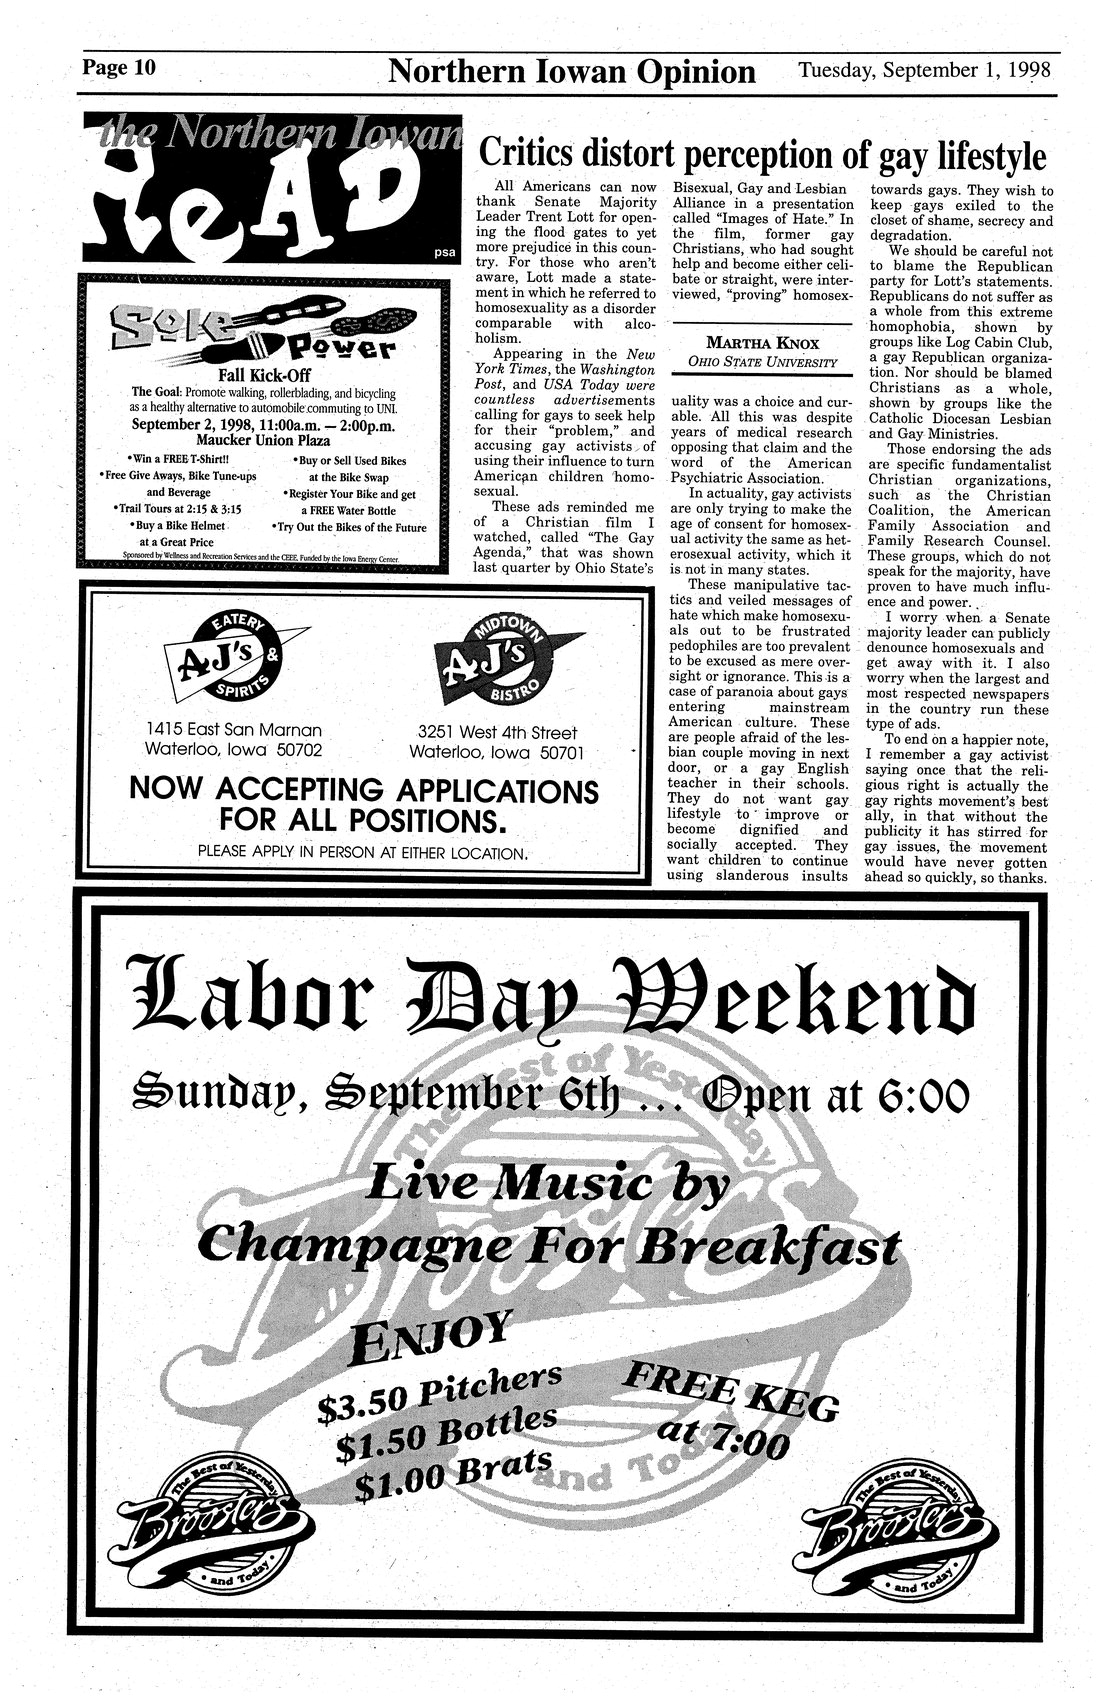 Page 10
Northern Iowan Opinion
Tuesday, September 1, 1998
the Northern Iowan
ReAD
psa
Sole
Power
Fall Kick-Off
The Goal: Promote walking, rollerblading, and bicycling
as a healthy alternative to automobile commuting to UNI.
September 2, 1998, 11:00a.m. — 2:00p.m.
Maucker Union Plaza
•Win a FREE T-Shirt!!
•Free Give Aways, Bike Tune-ups
and Beverage
•Trail Tours at 2:15 & 3:15
•Buy a Bike Helmet
at a Great Price
•Buy or Sell Used Bikes
at the Bike Swap
•Register Your Bike and get
a FREE Water Bottle
•Try Out the Bikes of the Future
Sponsored by Wellness and Recreation Services and the CEEE. Funded by the Iowa Energy Center.
Critics distort perception of gay lifestyle
All Americans can now
thank Senate Majority
Leader Trent Lott for open-
ing the flood gates to yet
more prejudice in this coun-
try. For those who aren't
aware, Lott made a state-
ment in which he referred to
homosexuality as a disorder
comparable with alco-
holism.
Appearing in the New
York Times, the Washington
Post, and USA Today were
countless advertisements
calling for gays to seek help
for their “problem,” and
accusing gay activists of
using their influence to turn
American children homo-
sexual.
These ads reminded me
of a Christian film I
watched, called “The Gay
Agenda,” that was shown
last quarter by Ohio State's
Bisexual, Gay and Lesbian
Alliance in a presentation
called “Images of Hate.” In
the film, former gay
Christians, who had sought
help and become either celi-
bate or straight, were inter-
viewed, “proving” homosex-
MARTHA KNOX
OHIO STATE UNIVERSITY
uality was a choice and cur-
able. All this was despite
years of medical research
opposing that claim and the
word of the American
Psychiatric Association.
In actuality, gay activists
are only trying to make the
age of consent for homosex-
ual activity the same as het-
erosexual activity, which it
is not in many states.
These manipulative tac-
tics and veiled messages of
hate which make homosexu-
als out to be frustrated
pedophiles are too prevalent
to be excused as mere over-
sight or ignorance. This is a
case of paranoia about gays
entering mainstream
American culture. These
are people afraid of the les-
bian couple moving in next
door, or a gay English
teacher in their schools.
They do not want gay
lifestyle to improve or
become dignified and
socially accepted. They
want children to continue
using slanderous insults
towards gays. They wish to
keep gays exiled to the
closet of shame, secrecy and
degradation.
We should be careful not
to blame the Republican
party for Lott's statements.
Republicans do not suffer as
a whole from this extreme
homophobia, shown by
groups like Log Cabin Club,
a gay Republican organiza-
tion. Nor should be blamed
Christians as a whole,
shown by groups like the
Catholic Diocesan Lesbian
and Gay Ministries.
Those endorsing the ads
are specific fundamentalist
Christian organizations,
such as the Christian
Coalition, the American
Family Association and
Family Research Counsel.
These groups, which do not
speak for the majority, have
proven to have much influ-
ence and power.
I worry when a Senate
majority leader can publicly
denounce homosexuals and
get away with it. I also
worry when the largest and
most respected newspapers
in the country run these
type of ads.
To end on a happier note,
I remember a gay activist
saying once that the reli-
gious right is actually the
gay rights movement's best
ally, in that without the
publicity it has stirred for
gay issues, the movement
would have never gotten
ahead so quickly, so thanks.
EATERY
AJ's &
SPIRITS
1415 East San Marnan
Waterloo, Iowa 50702
MIDTOWN
AJ's
BISTRO
3251 West 4th Street
Waterloo, Iowa 50701
NOW ACCEPTING APPLICATIONS
FOR ALL POSITIONS.
PLEASE APPLY IN PERSON AT EITHER LOCATION.
Labor Day Weekend
Sunday, September 6th ... Open at 6:00
The Best of Yesterday
Broosters
and Today
Live Music by
Champagne For Breakfast
ENJOY
$3.50 Pitchers
$1.50 Bottles
$1.00 Brats
FREE KEG
at 7:00
The Best of Yesterday
Broosters
• and Today •
The Best of Yesterday
Broosters
• and Today •